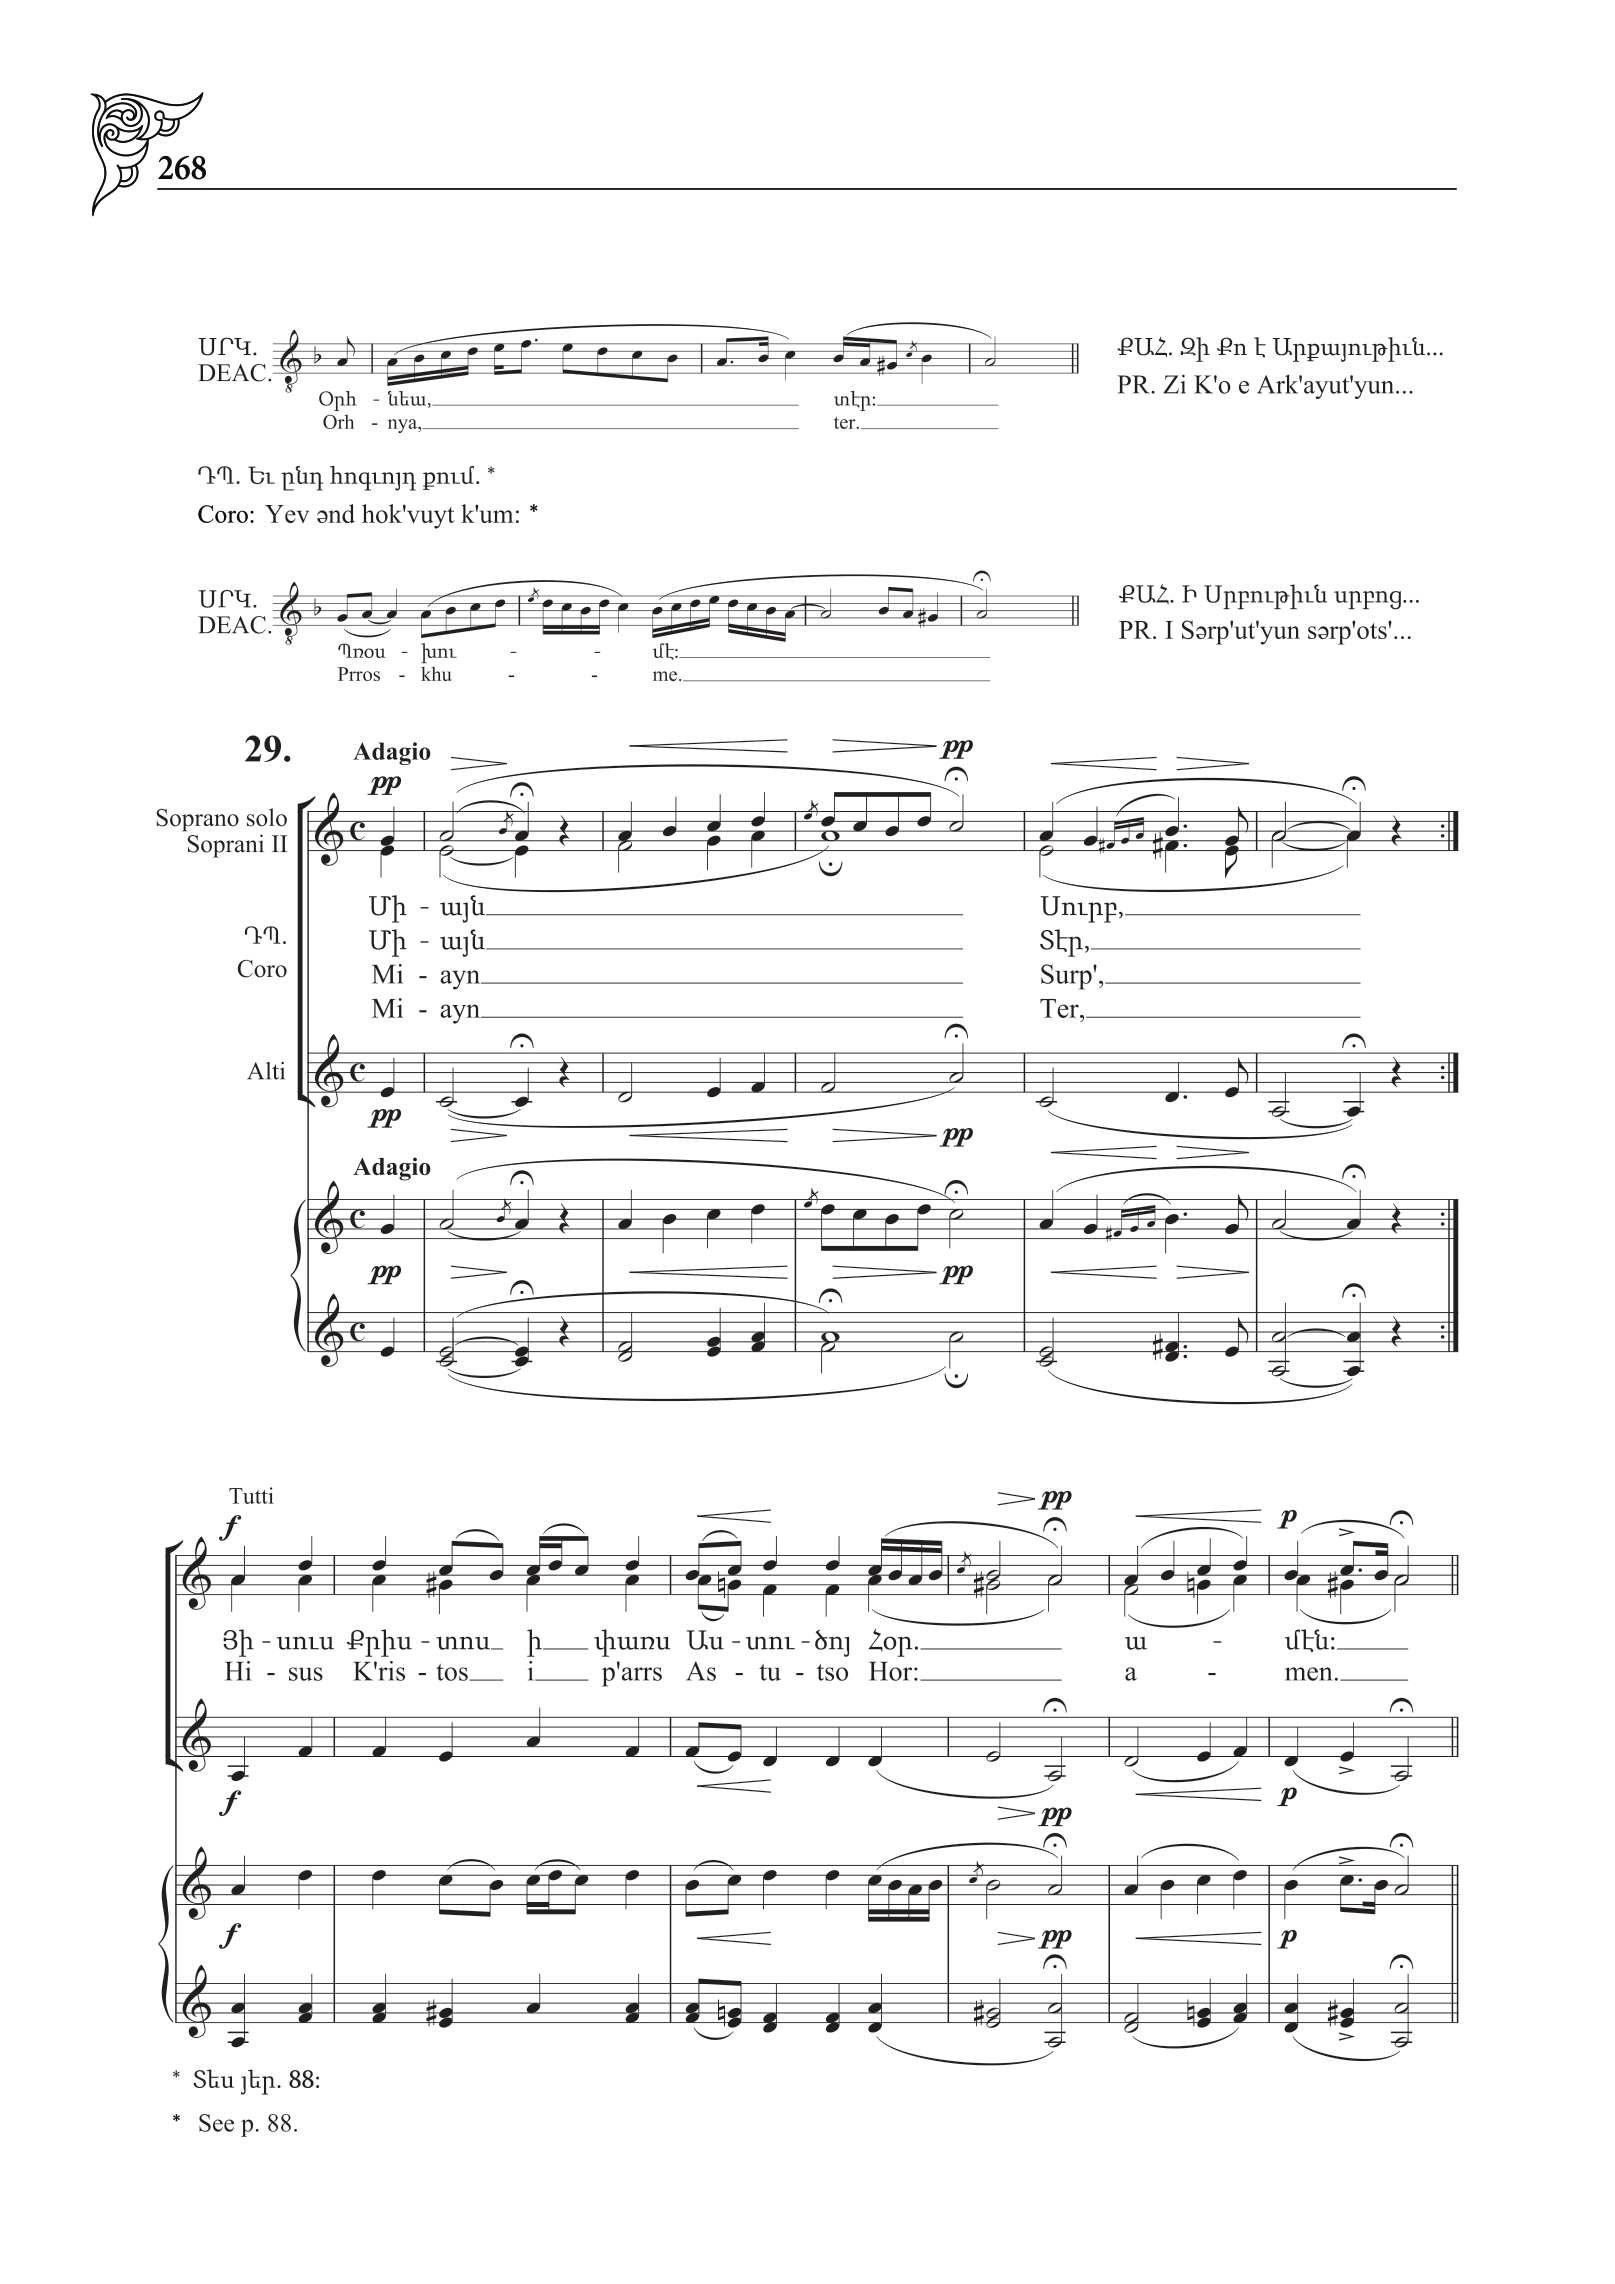 268
ՍՐԿ.
DEAC.
Օրհ - նեա, տէր:
Orh - nya, ter.
ՔԱՀ. Զի Քո է Արքայութիւն...
PR. Zi K'o e Ark'ayut'yun...
ԴՊ. Եւ ընդ հոգւոյդ քում. *
Coro: Yev ənd hok'vuyt k'um: *
ՍՐԿ.
DEAC.
Պռօս - խու - - մէ:
Prros - khu - - me.
ՔԱՀ. Ի Սրբութիւն սրբոց...
PR. I Sərp'ut'yun sərp'ots'...
29. Adagio
pp
pp
Soprano solo
Soprani II
Մի - այն Սուրբ,
ԴՊ. Մի - այն Տէր,
Coro Mi - ayn Surp',
Mi - ayn Ter,
Alti
pp
pp
Adagio
pp pp
Tutti
f pp p
Յի - սուս Քրիս - տոս ի փառս Աս - տու - ծոյ Հօր. ա - մէն:
Hi - sus K'ris - tos i p'arrs As - tu - tso Hor: a - men.
f pp p
f pp p
* Տես յեր. 88:
* See p. 88.